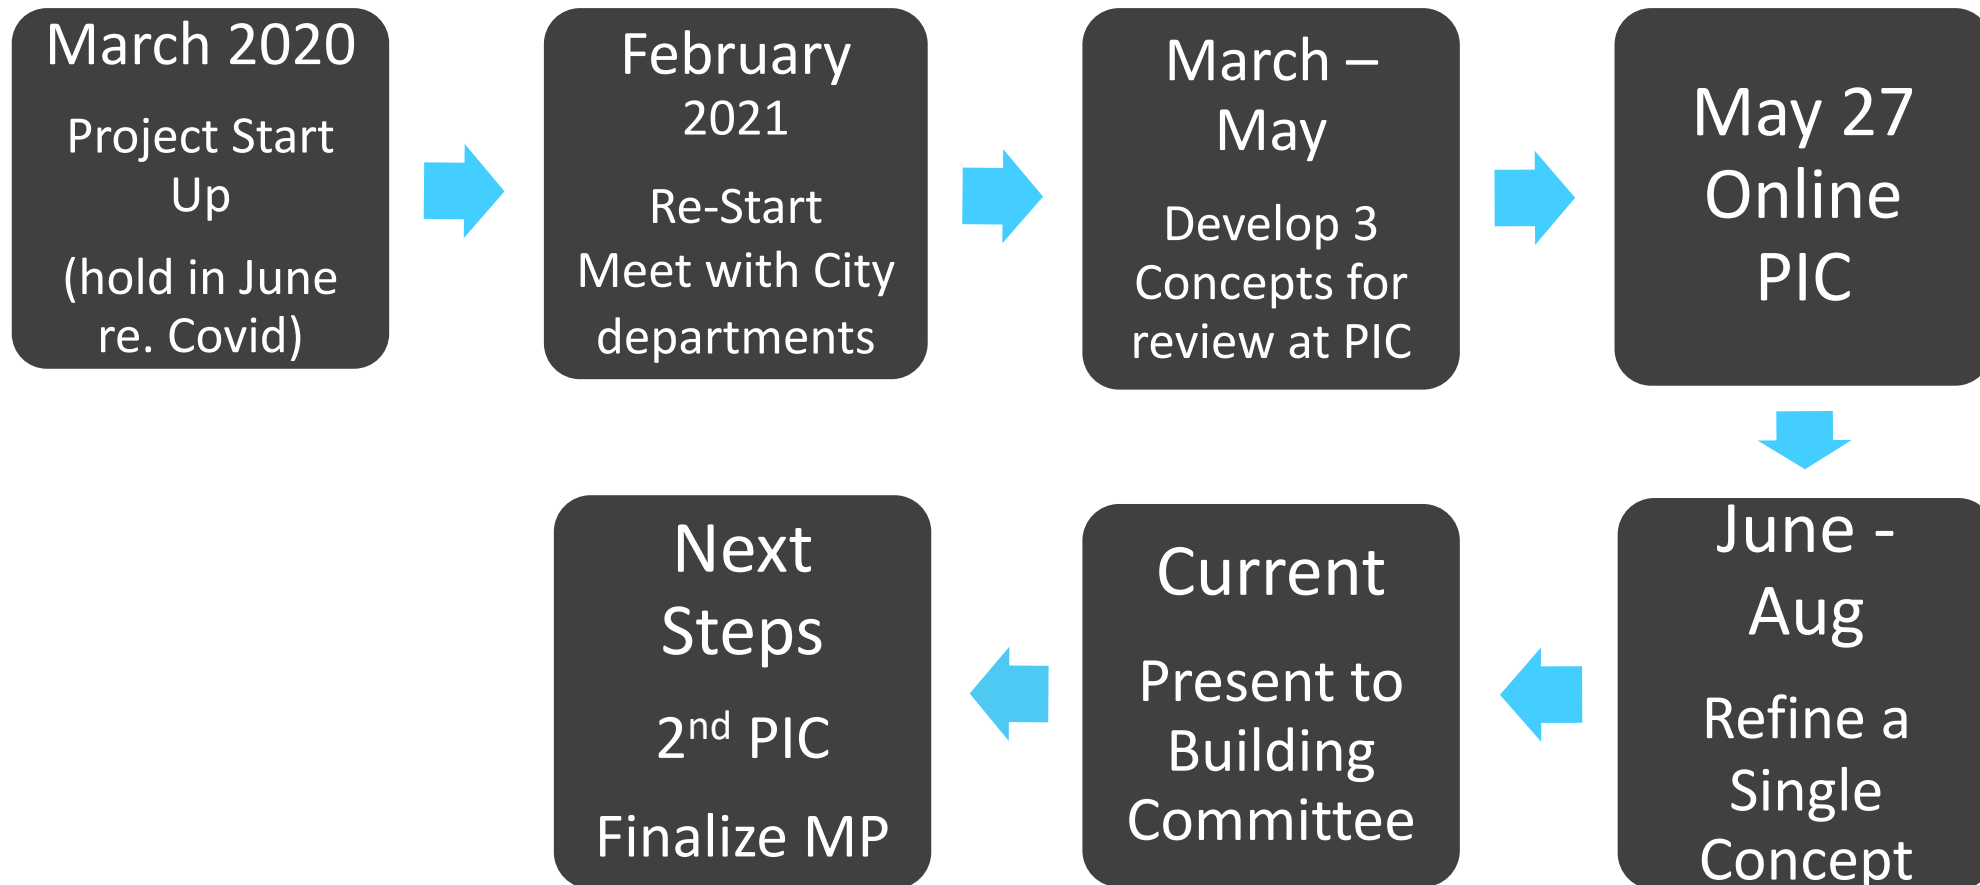 March 2020
Project Start
Up
(hold in June
re. Covid)
February
2021
Re-Start
Meet with City
departments
March –
May
Develop 3
Concepts for
review at PIC
May 27
Online
PIC
June -
Aug
Refine a
Single
Concept
Current
Present to
Building
Committee
Next
Steps
2nd PIC
Finalize MP